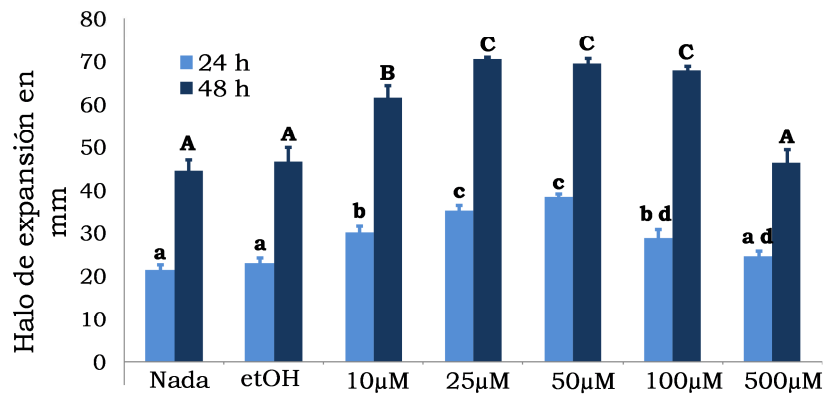 80
70
60
50
40
30
20
10
0
Halo de expansión en
mm
24 h
48 h
a A
a A
b B
c C
c C
b d C
a d A
Nada etOH 10µM 25µM 50µM 100µM 500µM